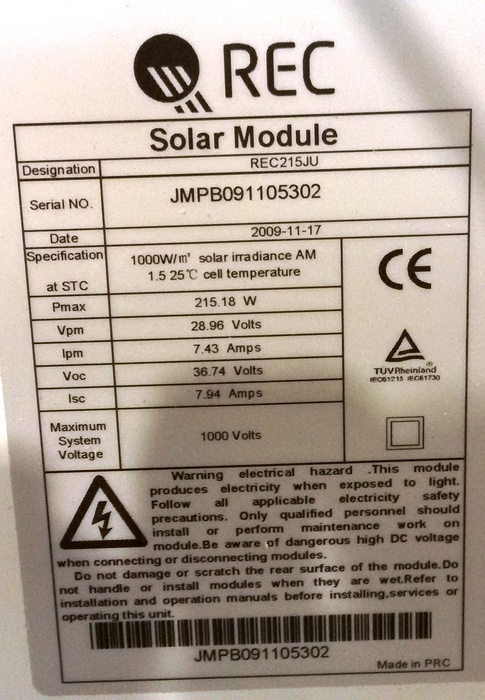 REC
Solar Module
Designation REC215JU
Serial NO. JMPB091105302
Date 2009-11-17
Specification
at STC
1000W/m² solar irradiance AM
1.5 25℃ cell temperature
Pmax 215.18 W
Vpm 28.96 Volts
Ipm 7.43 Amps
Voc 36.74 Volts
Isc 7.94 Amps
Maximum
System
Voltage
1000 Volts
CE
TÜVRheinland®
IEC61215 IEC61730
Warning electrical hazard .This module
produces electricity when exposed to light.
Follow all applicable electricity safety
precautions. Only qualified personnel should
install or perform maintenance work on
module.Be aware of dangerous high DC voltage
when connecting or disconnecting modules.
Do not damage or scratch the rear surface of the module.Do
not handle or install modules when they are wet.Refer to
installation and operation manuals before installing,services or
operating this unit.
JMPB091105302
Made in PRC